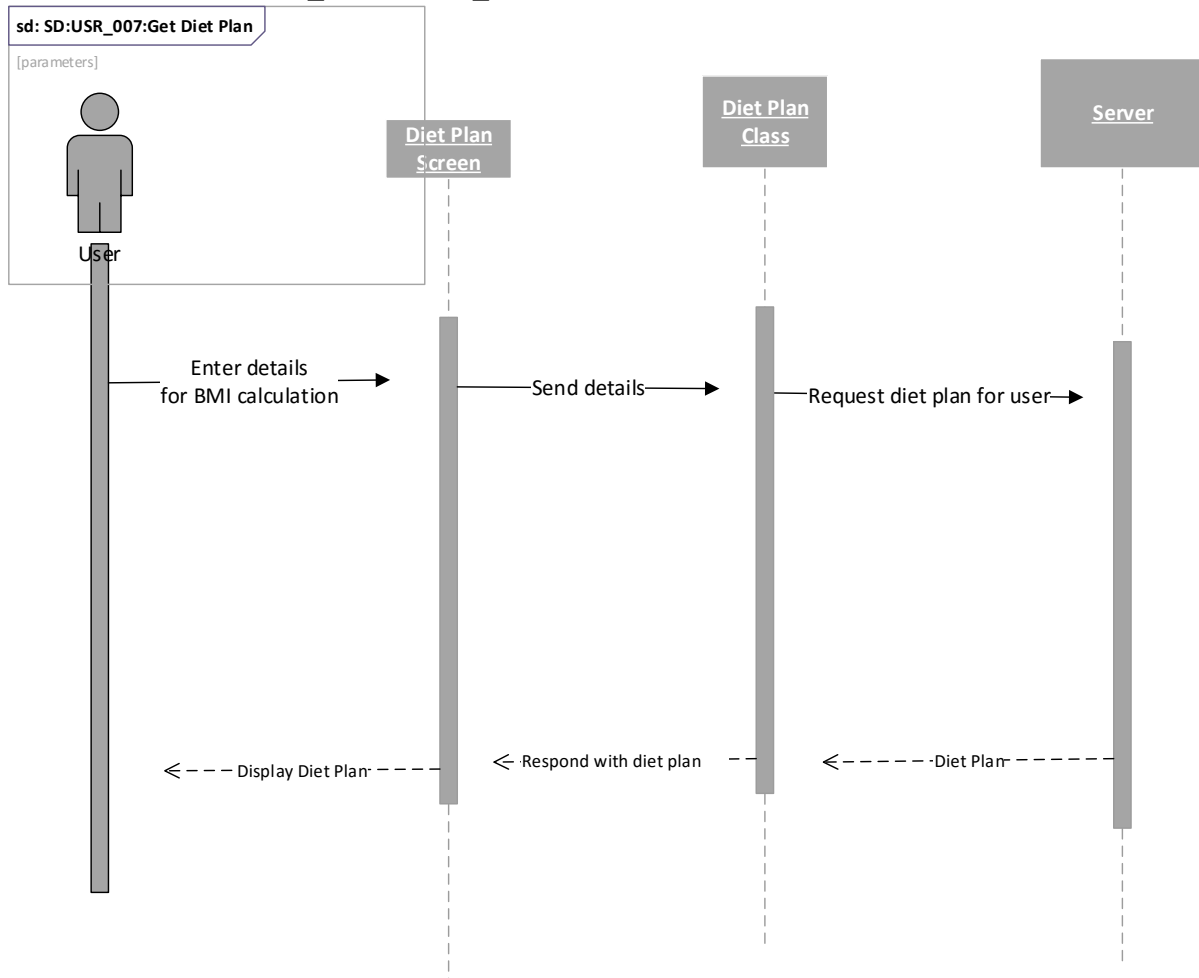 sd: SD:USR_007:Get Diet Plan
[parameters]
User
Diet Plan
Screen
Diet Plan
Class
Server
Enter details
for BMI calculation
Send details
Request diet plan for user
Display Diet Plan
Respond with diet plan
Diet Plan